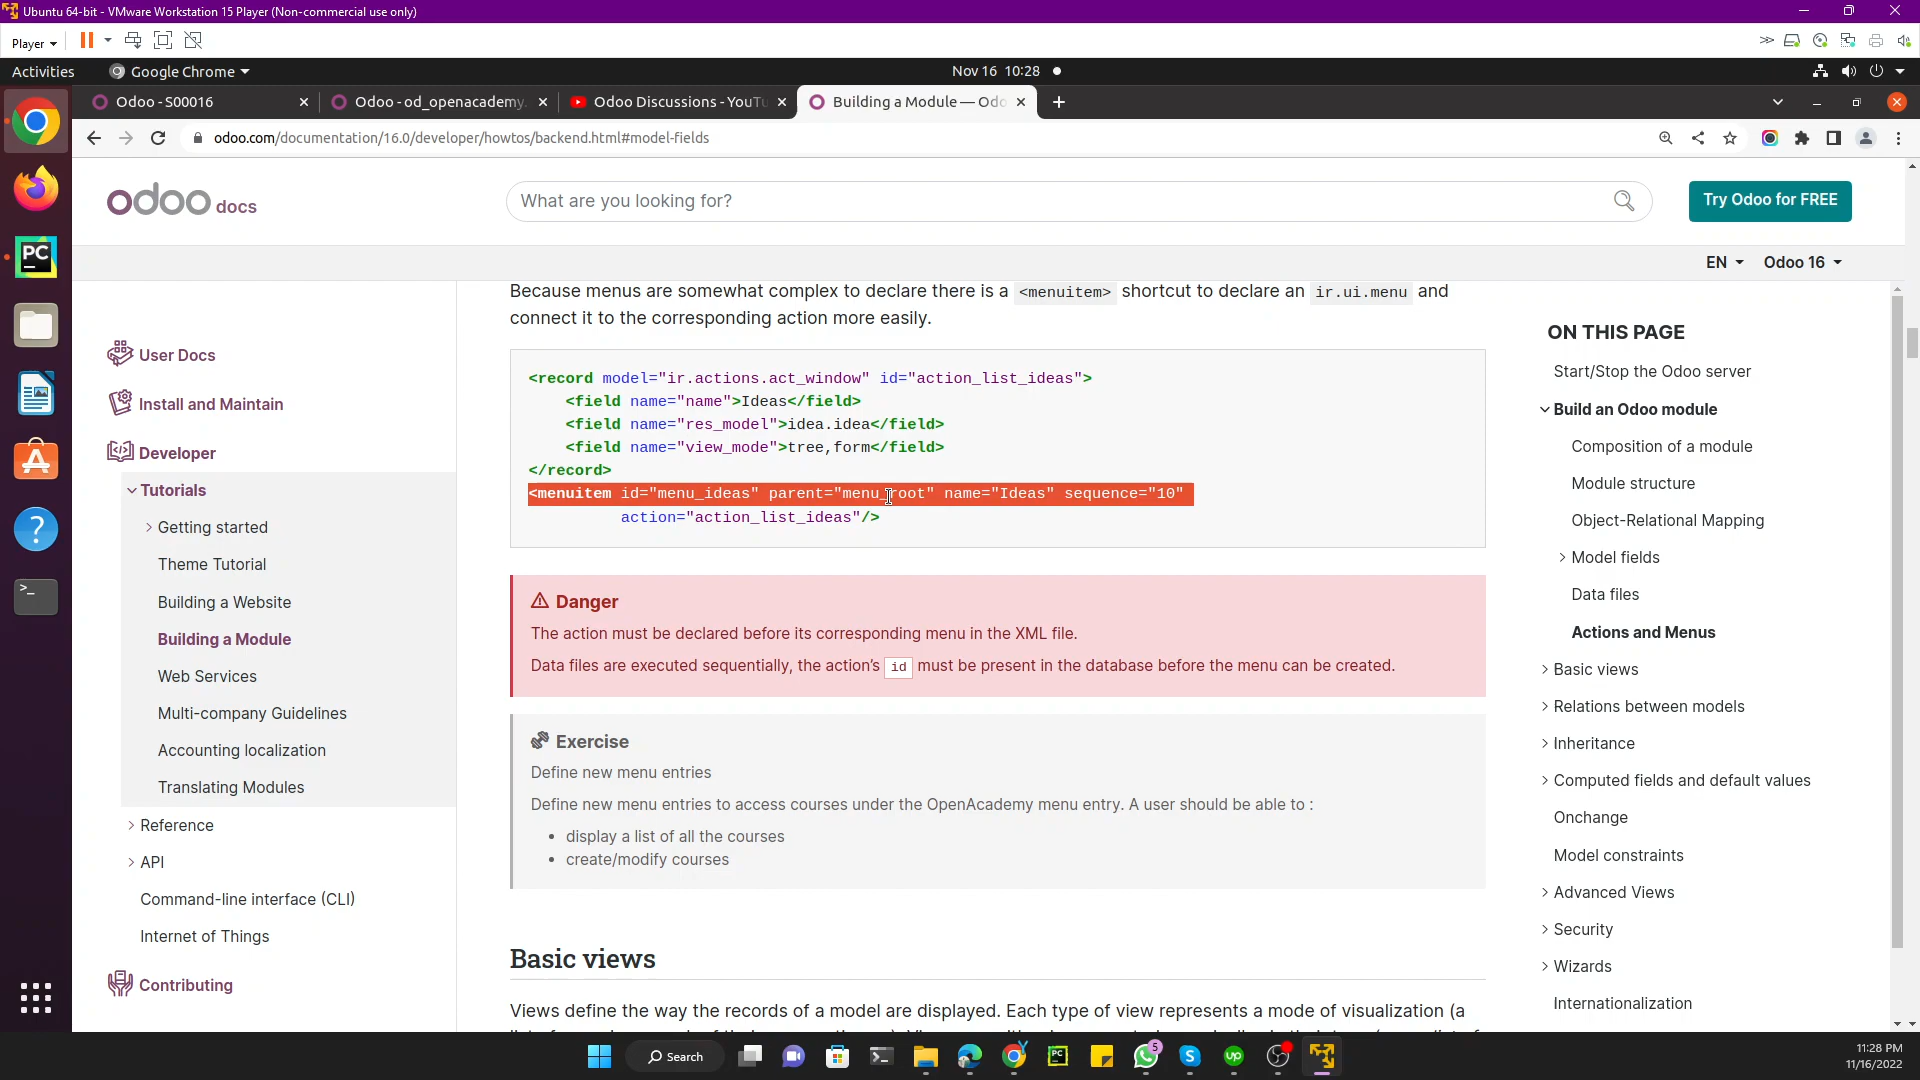 Ubuntu 64-bit - VMware Workstation 15 Player (Non-commercial use only)
Player
Activities
Google Chrome
Nov 16 10:28
Odoo - S00016
Odoo - od_openacademy.
Odoo Discussions - YouTu
Building a Module — Odo
odoo.com/documentation/16.0/developer/howtos/backend.html#model-fields
odoo docs
What are you looking for?
Try Odoo for FREE
EN
Odoo 16
User Docs
Install and Maintain
Developer
Tutorials
Getting started
Theme Tutorial
Building a Website
Building a Module
Web Services
Multi-company Guidelines
Accounting localization
Translating Modules
Reference
API
Command-line interface (CLI)
Internet of Things
Contributing
Because menus are somewhat complex to declare there is a <menuitem> shortcut to declare an ir.ui.menu and
connect it to the corresponding action more easily.
<record model="ir.actions.act_window" id="action_list_ideas">
<field name="name">Ideas</field>
<field name="res_model">idea.idea</field>
<field name="view_mode">tree,form</field>
</record>
<menuitem id="menu_ideas" parent="menu_root" name="Ideas" sequence="10"
action="action_list_ideas"/>
Danger
The action must be declared before its corresponding menu in the XML file.
Data files are executed sequentially, the action's id must be present in the database before the menu can be created.
Exercise
Define new menu entries
Define new menu entries to access courses under the OpenAcademy menu entry. A user should be able to :
• display a list of all the courses
• create/modify courses
Basic views
Views define the way the records of a model are displayed. Each type of view represents a mode of visualization (a
ON THIS PAGE
Start/Stop the Odoo server
Build an Odoo module
Composition of a module
Module structure
Object-Relational Mapping
Model fields
Data files
Actions and Menus
Basic views
Relations between models
Inheritance
Computed fields and default values
Onchange
Model constraints
Advanced Views
Security
Wizards
Internationalization
PC
Search
PC
5
up
11:28 PM
11/16/2022